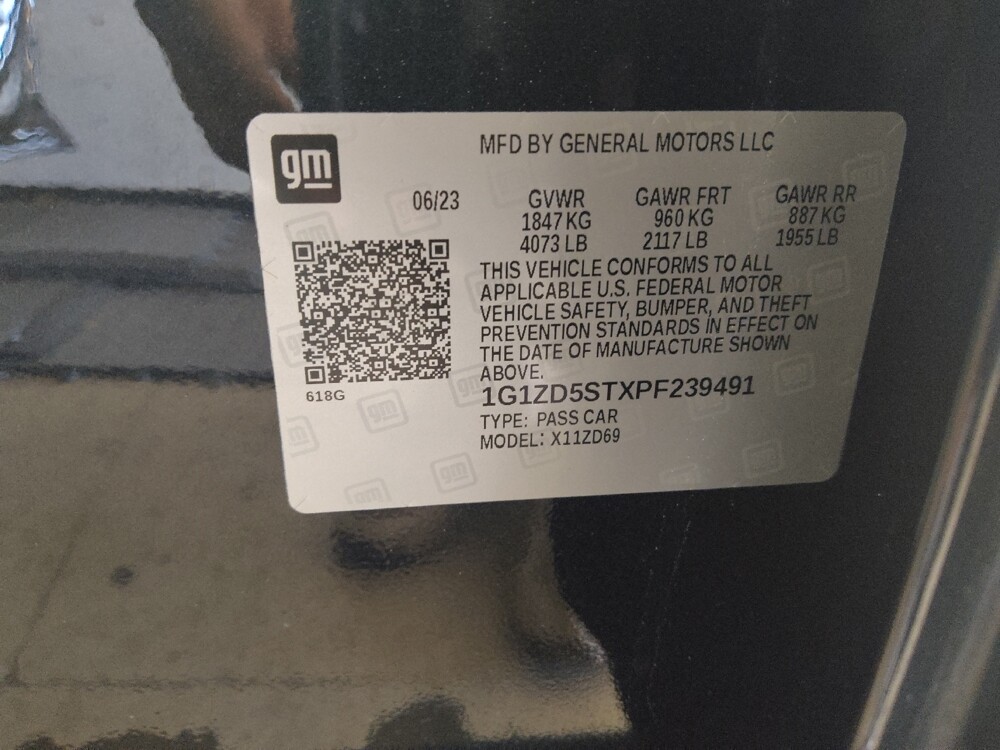 gm
MFD BY GENERAL MOTORS LLC
06/23 GVWR GAWR FRT GAWR RR
1847 KG 960 KG 887 KG
4073 LB 2117 LB 1955 LB
THIS VEHICLE CONFORMS TO ALL
APPLICABLE U.S. FEDERAL MOTOR
VEHICLE SAFETY, BUMPER, AND THEFT
PREVENTION STANDARDS IN EFFECT ON
THE DATE OF MANUFACTURE SHOWN
ABOVE.
618G
1G1ZD5STXPF239491
TYPE: PASS CAR
MODEL: X11ZD69